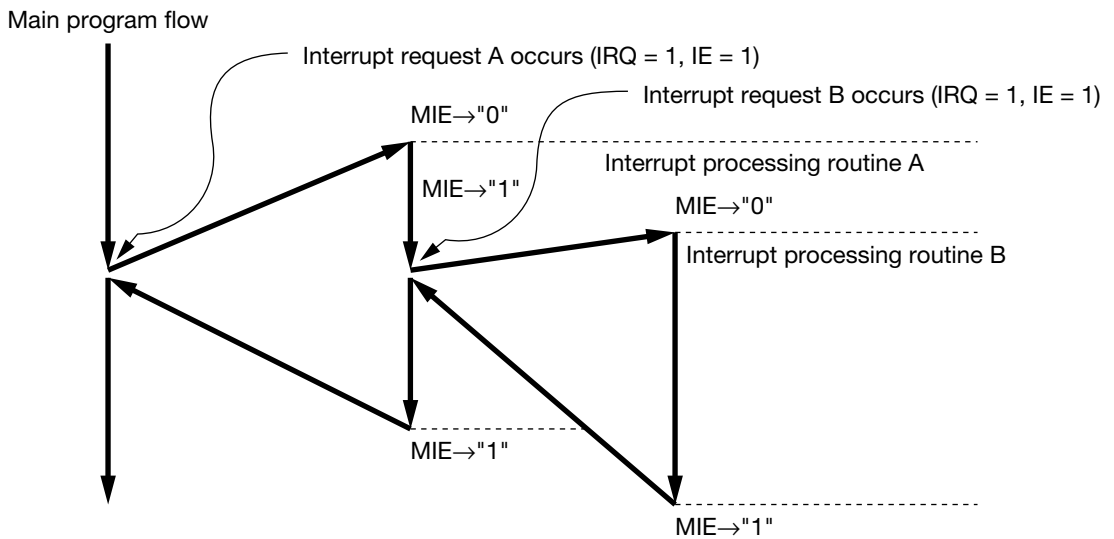 Main program flow
Interrupt request A occurs (IRQ = 1, IE = 1)
Interrupt request B occurs (IRQ = 1, IE = 1)
MIE→"0"
Interrupt processing routine A
MIE→"1"
MIE→"0"
Interrupt processing routine B
MIE→"1"
MIE→"1"